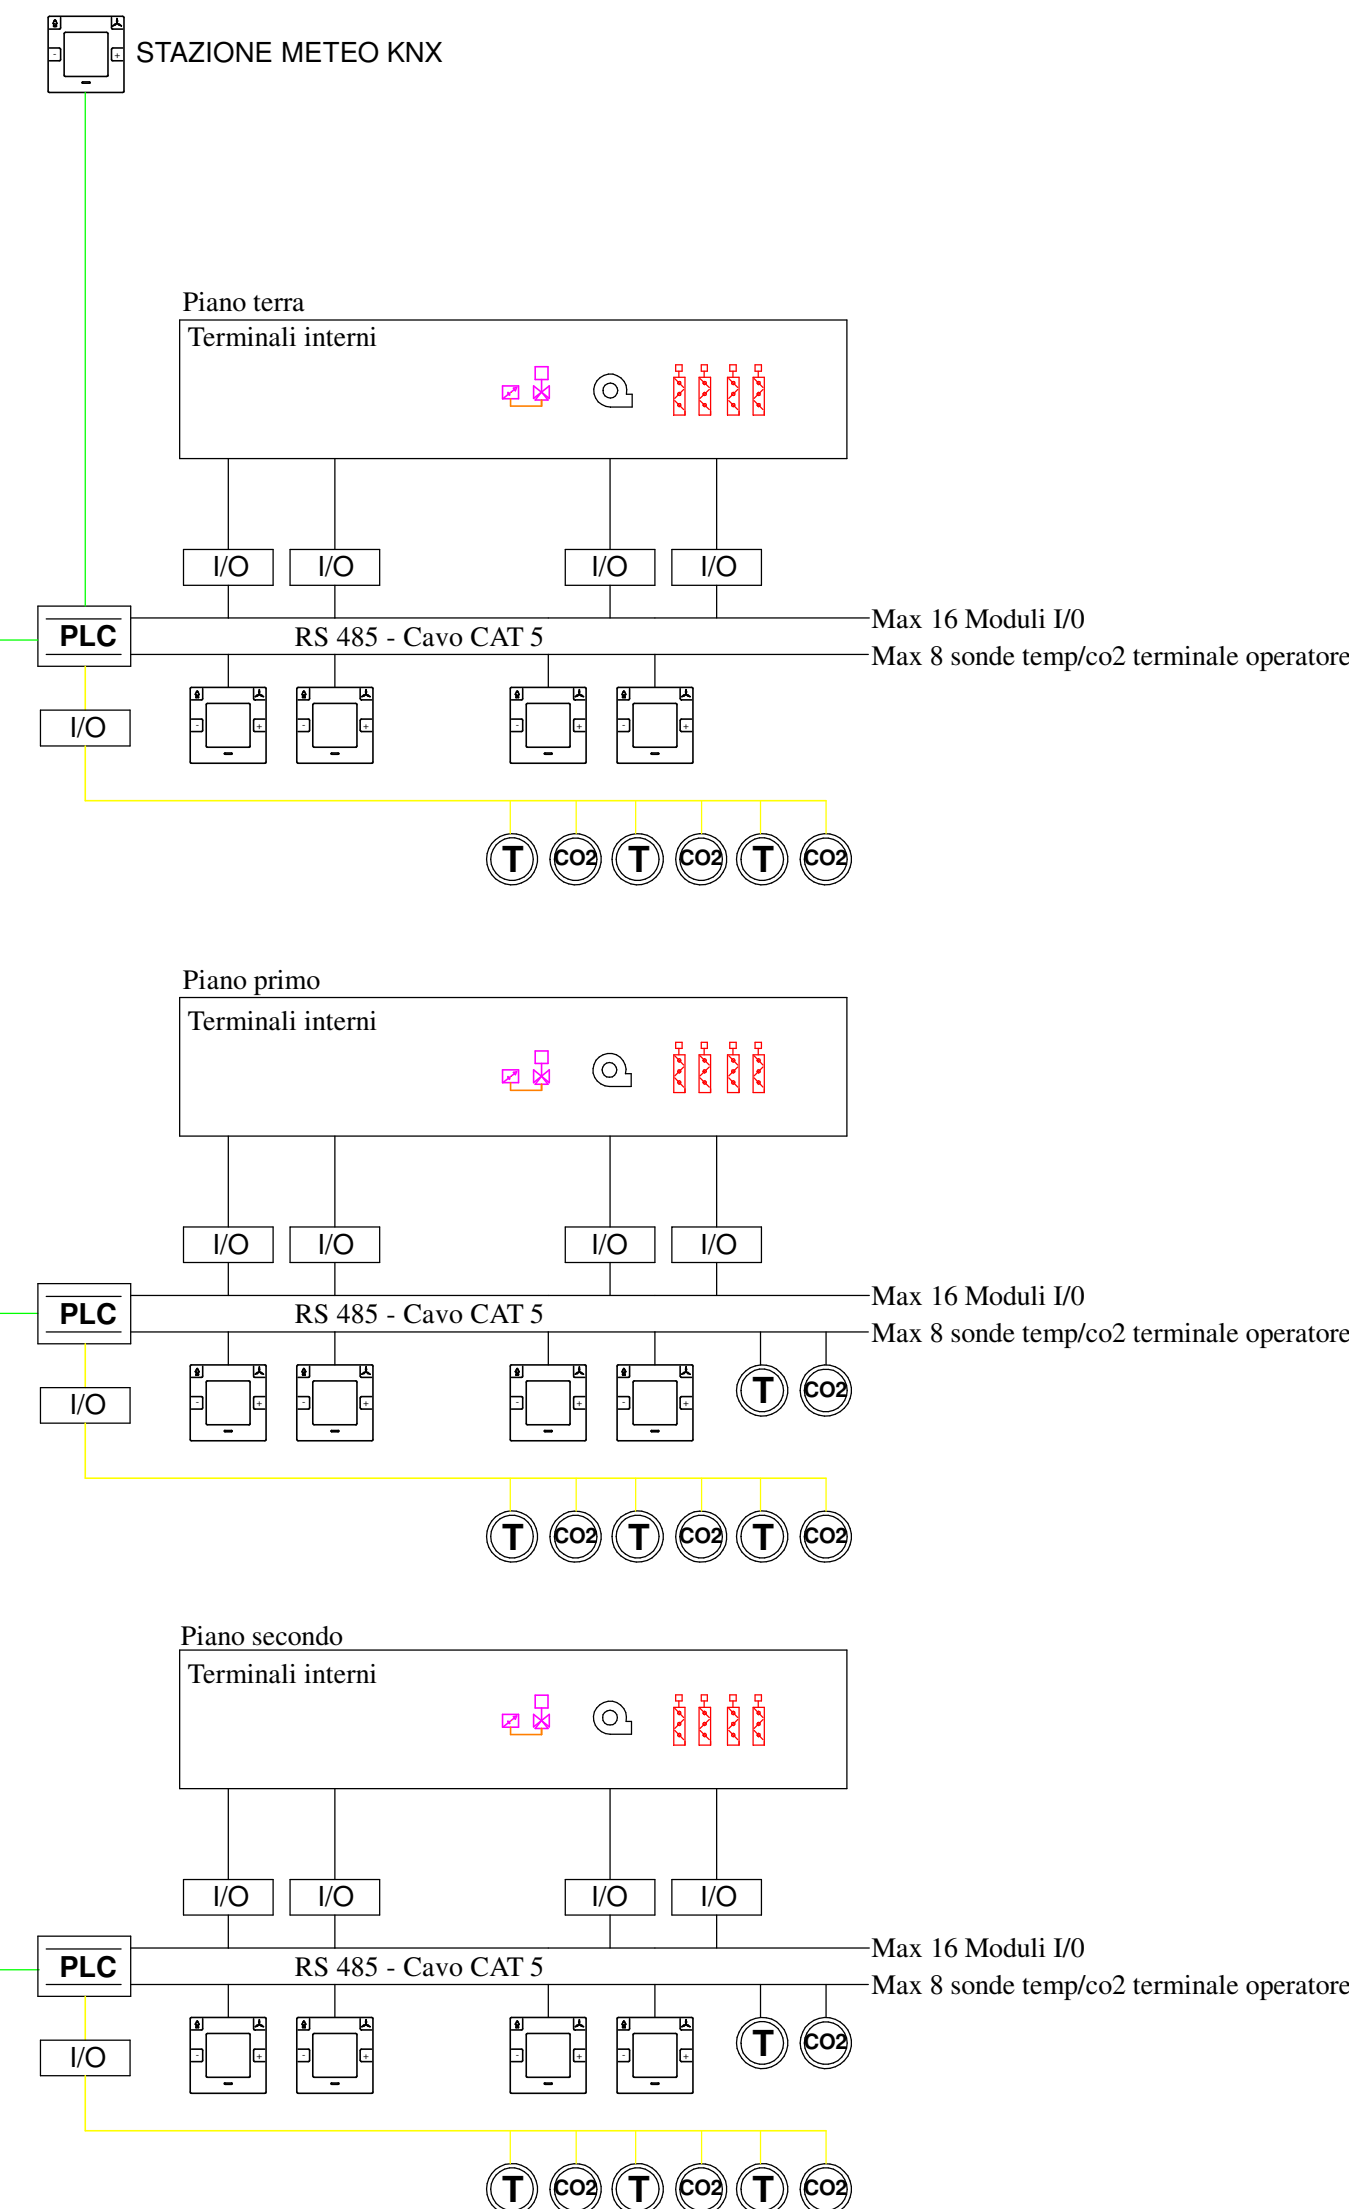 STAZIONE METEO KNX
Piano terra
Terminali interni
I/O I/O I/O I/O
PLC
RS 485 - Cavo CAT 5
Max 16 Moduli I/0
Max 8 sonde temp/co2 terminale operatore
I/O
T CO2 T CO2 T CO2
Piano primo
Terminali interni
I/O I/O I/O I/O
PLC
RS 485 - Cavo CAT 5
Max 16 Moduli I/0
Max 8 sonde temp/co2 terminale operatore
I/O
T CO2
T CO2 T CO2 T CO2
Piano secondo
Terminali interni
I/O I/O I/O I/O
PLC
RS 485 - Cavo CAT 5
Max 16 Moduli I/0
Max 8 sonde temp/co2 terminale operatore
I/O
T CO2
T CO2 T CO2 T CO2